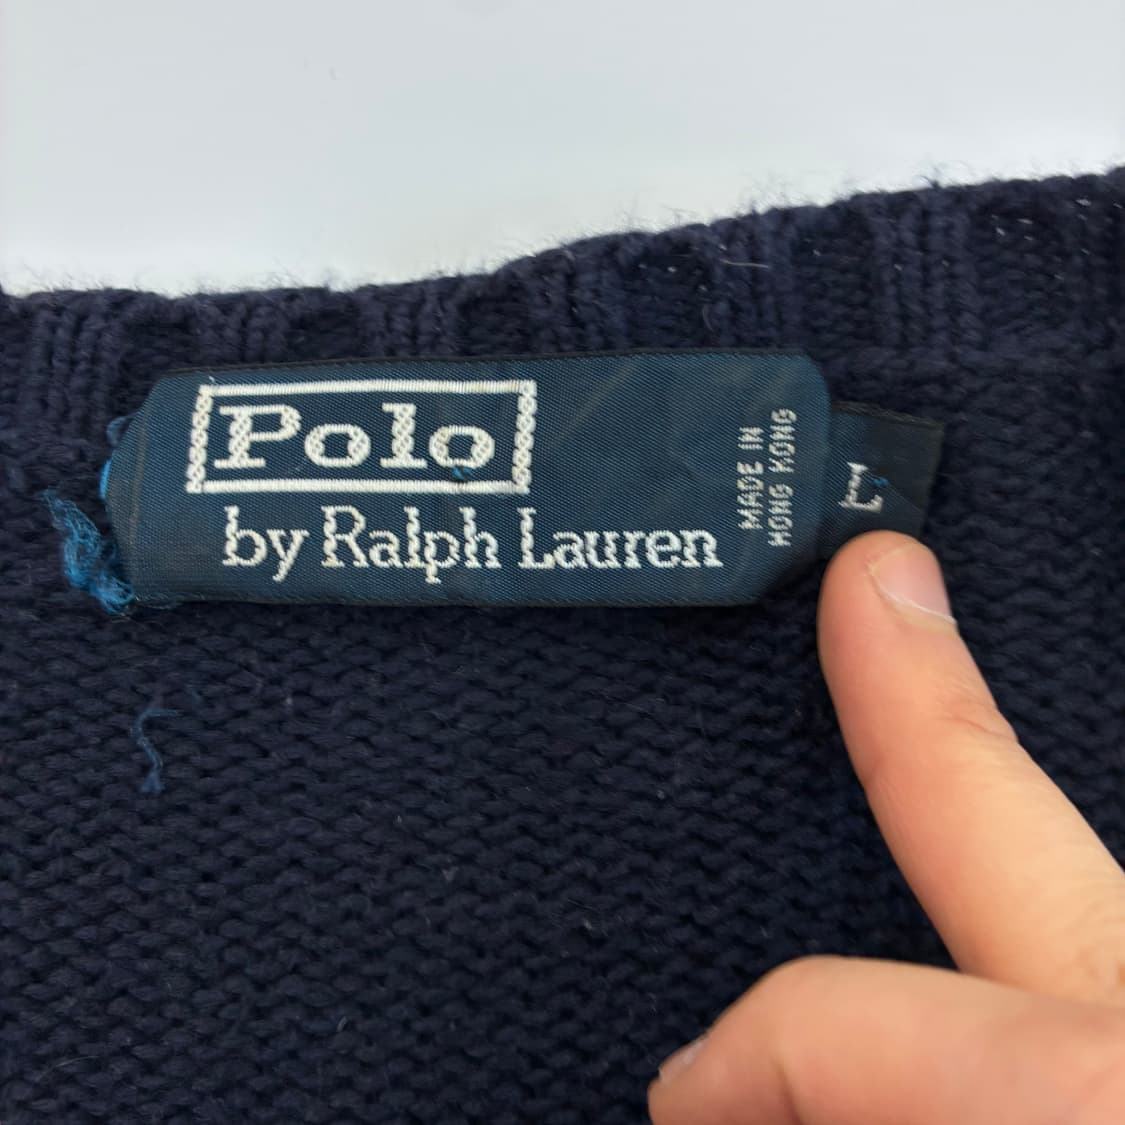 Polo
by Ralph Lauren
MADE IN
HONG KONG
L